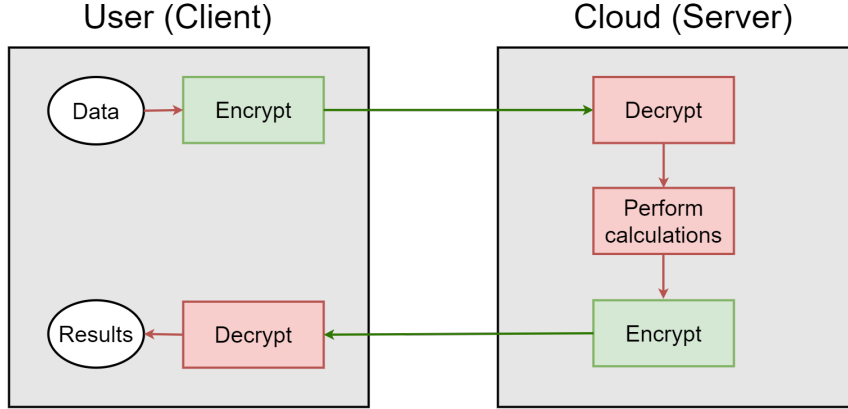 User (Client)
Cloud (Server)
Data
Encrypt
Decrypt
Perform
calculations
Results
Decrypt
Encrypt